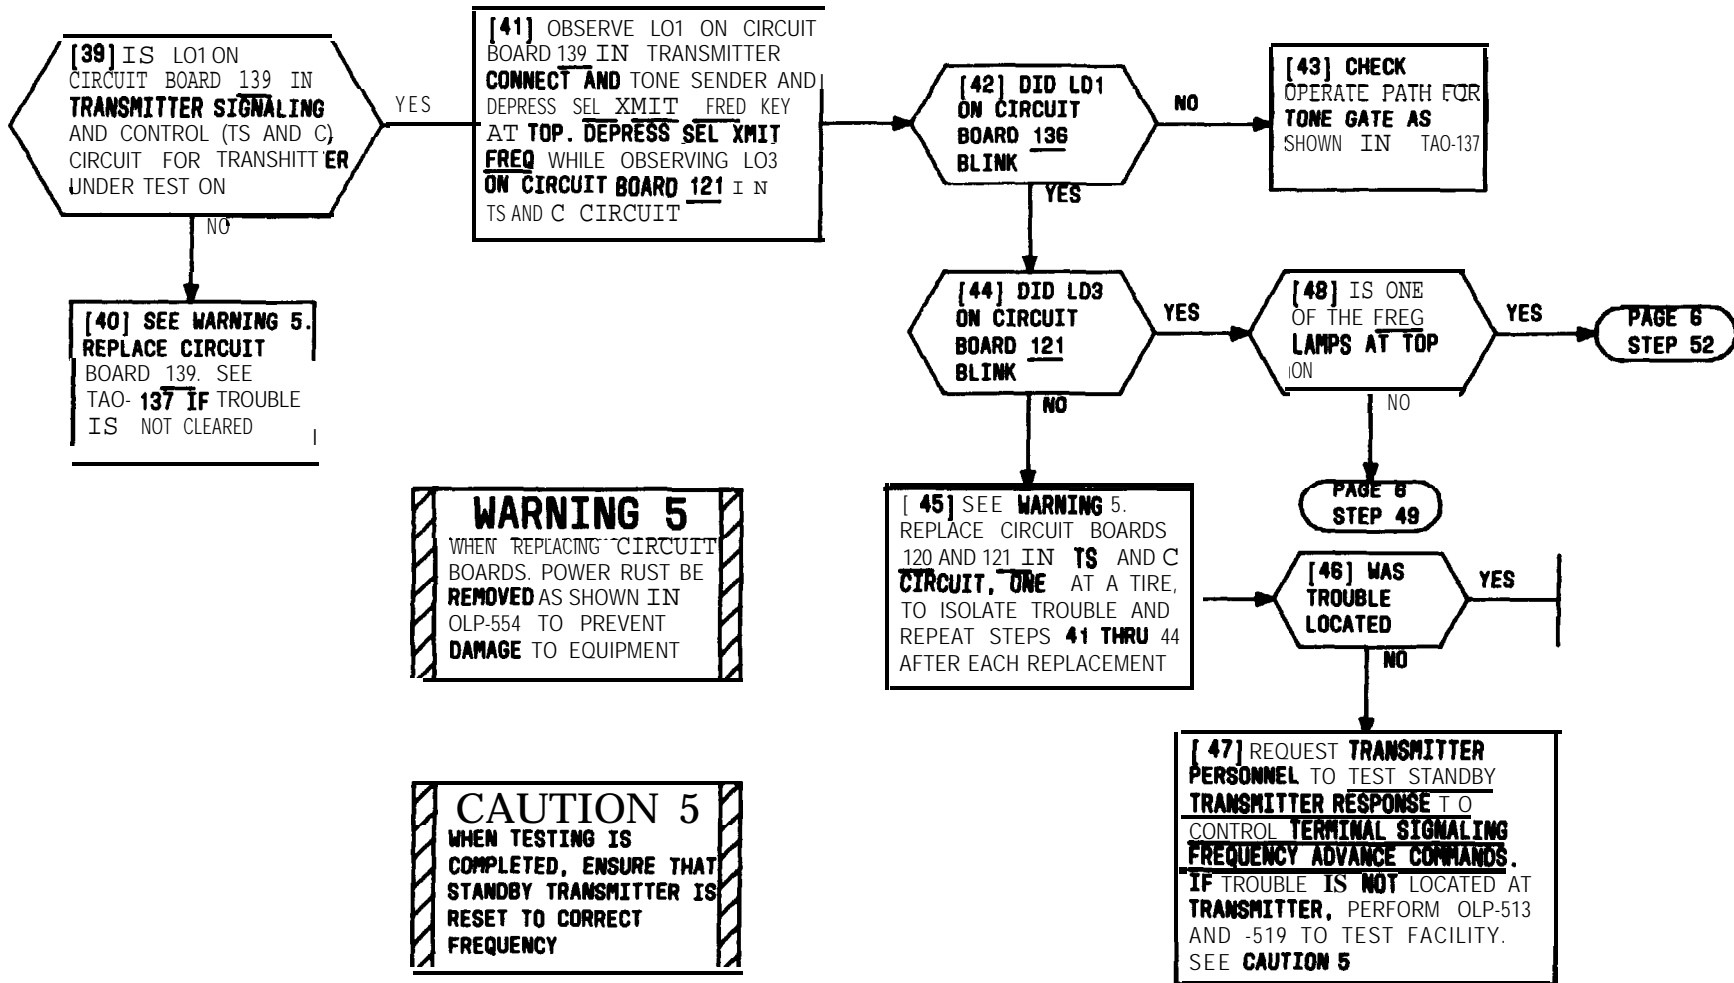 [39] IS LO1 ON
CIRCUIT BOARD 139 IN
TRANSMITTER SIGNALING
AND CONTROL (TS AND C)
CIRCUIT FOR TRANSHITTER
UNDER TEST ON
YES
NO
[40] SEE WARNING 5.
REPLACE CIRCUIT
BOARD 139. SEE
TAO- 137 IF TROUBLE
IS NOT CLEARED
[41] OBSERVE LO1 ON CIRCUIT
BOARD 139 IN TRANSMITTER
CONNECT AND TONE SENDER AND
DEPRESS SEL XMIT FRED KEY
AT TOP. DEPRESS SEL XMIT
FREQ WHILE OBSERVING LO3
ON CIRCUIT BOARD 121 IN
TS AND C CIRCUIT
[42] DID LD1
ON CIRCUIT
BOARD 136
BLINK
NO
YES
[43] CHECK
OPERATE PATH FOR
TONE GATE AS
SHOWN IN TAO-137
[44] DID LD3
ON CIRCUIT
BOARD 121
BLINK
YES
NO
[48] IS ONE
OF THE FREG
LAMPS AT TOP
ON
YES
NO
PAGE 6
STEP 52
PAGE 6
STEP 49
[45] SEE WARNING 5.
REPLACE CIRCUIT BOARDS
120 AND 121 IN TS AND C
CIRCUIT, ONE AT A TIRE,
TO ISOLATE TROUBLE AND
REPEAT STEPS 41 THRU 44
AFTER EACH REPLACEMENT
[46] WAS
TROUBLE
LOCATED
YES
NO
[47] REQUEST TRANSMITTER
PERSONNEL TO TEST STANDBY
TRANSMITTER RESPONSE TO
CONTROL TERMINAL SIGNALING
FREQUENCY ADVANCE COMMANDS.
IF TROUBLE IS NOT LOCATED AT
TRANSMITTER, PERFORM OLP-513
AND -519 TO TEST FACILITY.
SEE CAUTION 5
WARNING 5
WHEN REPLACING CIRCUIT
BOARDS. POWER RUST BE
REMOVED AS SHOWN IN
OLP-554 TO PREVENT
DAMAGE TO EQUIPMENT
CAUTION 5
WHEN TESTING IS
COMPLETED, ENSURE THAT
STANDBY TRANSMITTER IS
RESET TO CORRECT
FREQUENCY